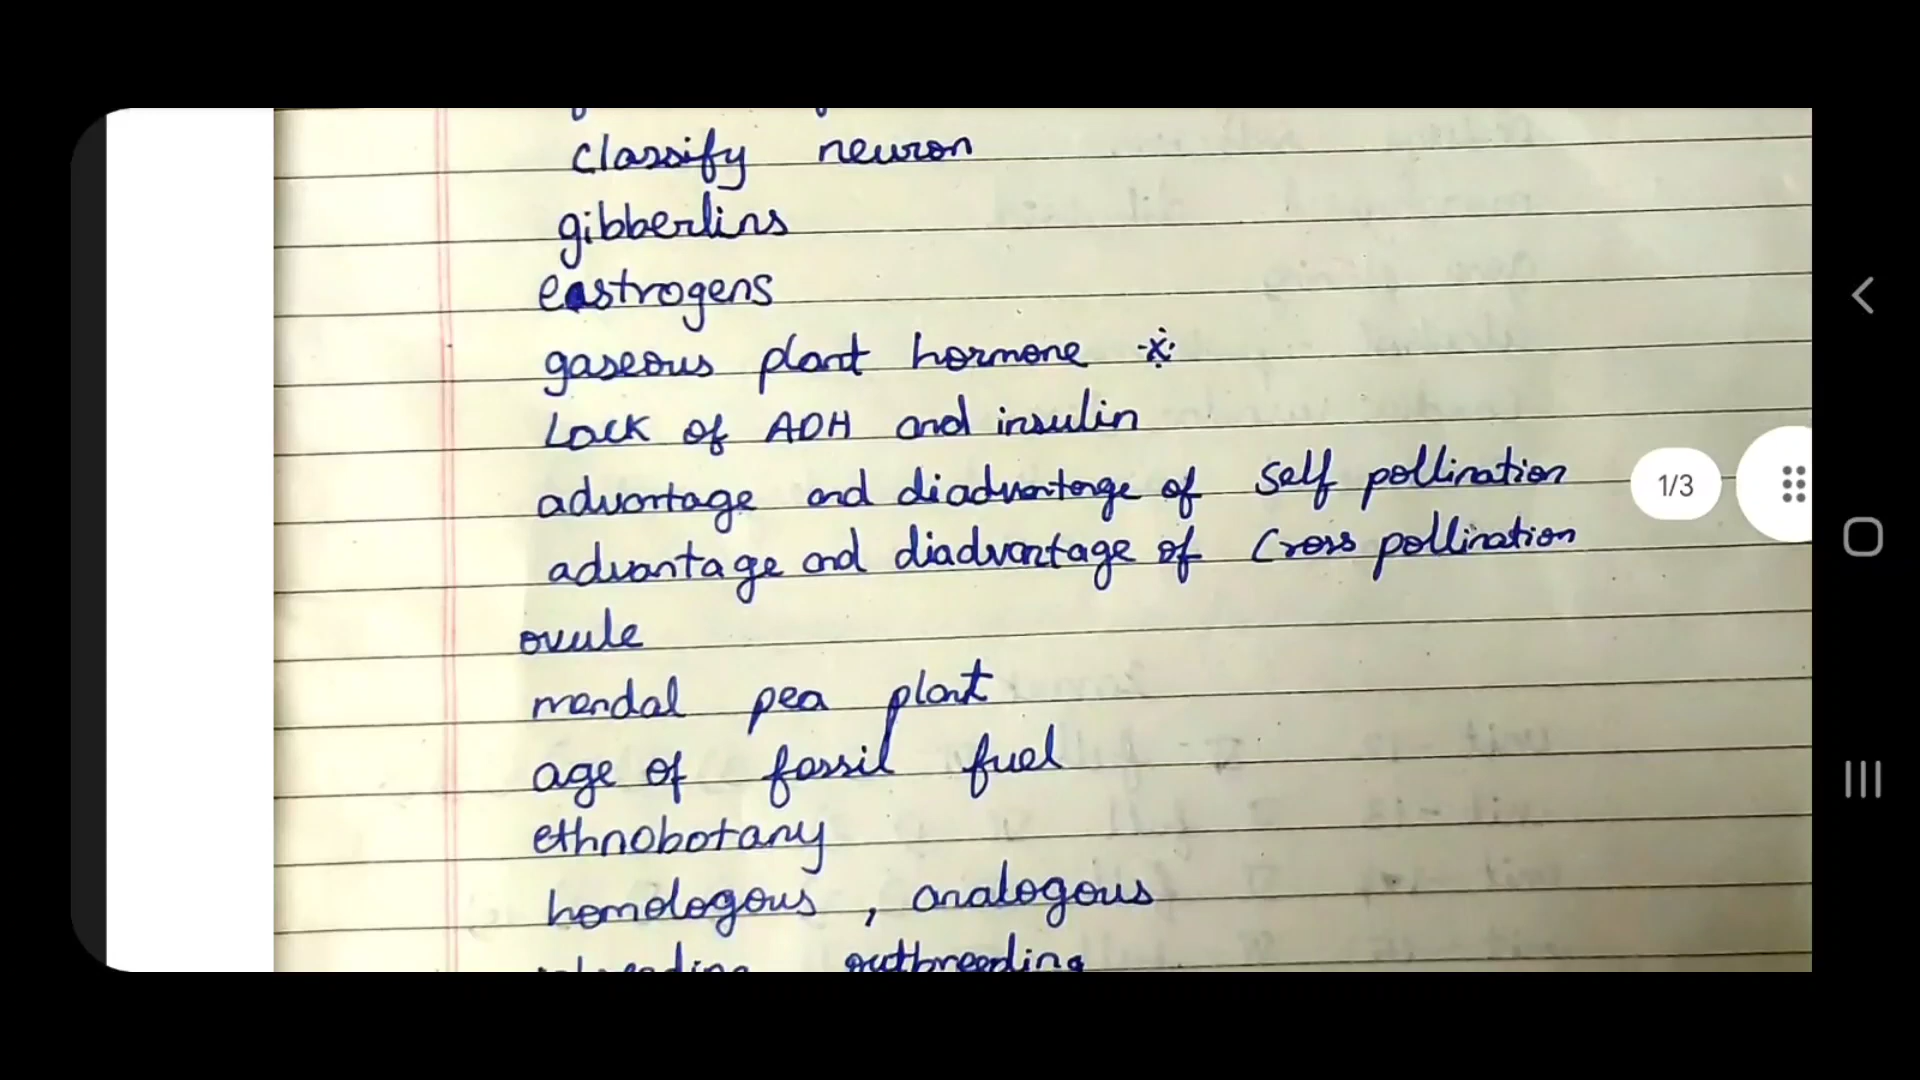 classify neuron
gibberlins
eastrogens
gaseous plant hormone
Lack of ADH and insulin
advantage and diadvantage of self pollination
1/3
advantage and diadvantage of Cross pollination
ovule
mendal pea plant
age of fossil fuel
ethnobotany
homologous , analogous
outbreeding